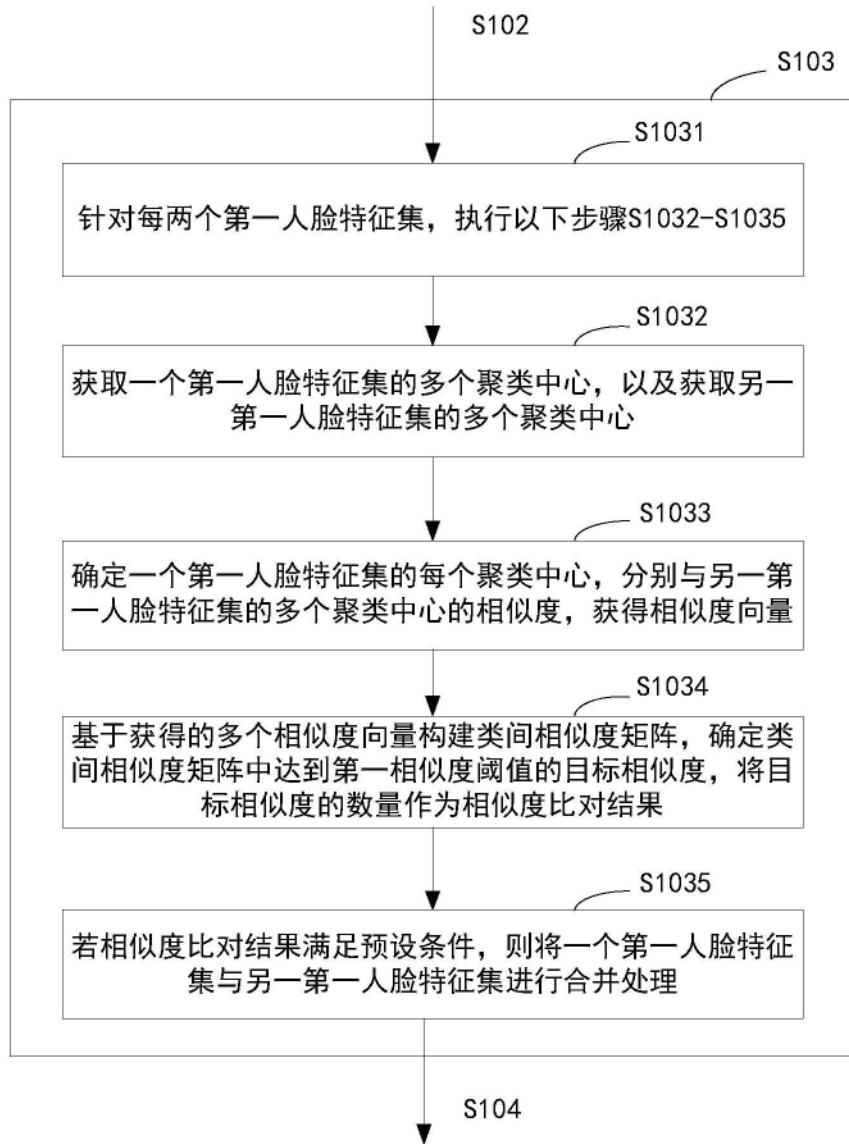 S102
S103
S1031
针对每两个第一人脸特征集，执行以下步骤S1032-S1035
S1032
获取一个第一人脸特征集的多个聚类中心，以及获取另一
第一人脸特征集的多个聚类中心
S1033
确定一个第一人脸特征集的每个聚类中心，分别与另一第
一人脸特征集的多个聚类中心的相似度，获得相似度向量
S1034
基于获得的多个相似度向量构建类间相似度矩阵，确定类
间相似度矩阵中达到第一相似度阈值的目标相似度，将目
标相似度的数量作为相似度比对结果
S1035
若相似度比对结果满足预设条件，则将一个第一人脸特征
集与另一第一人脸特征集进行合并处理
S104